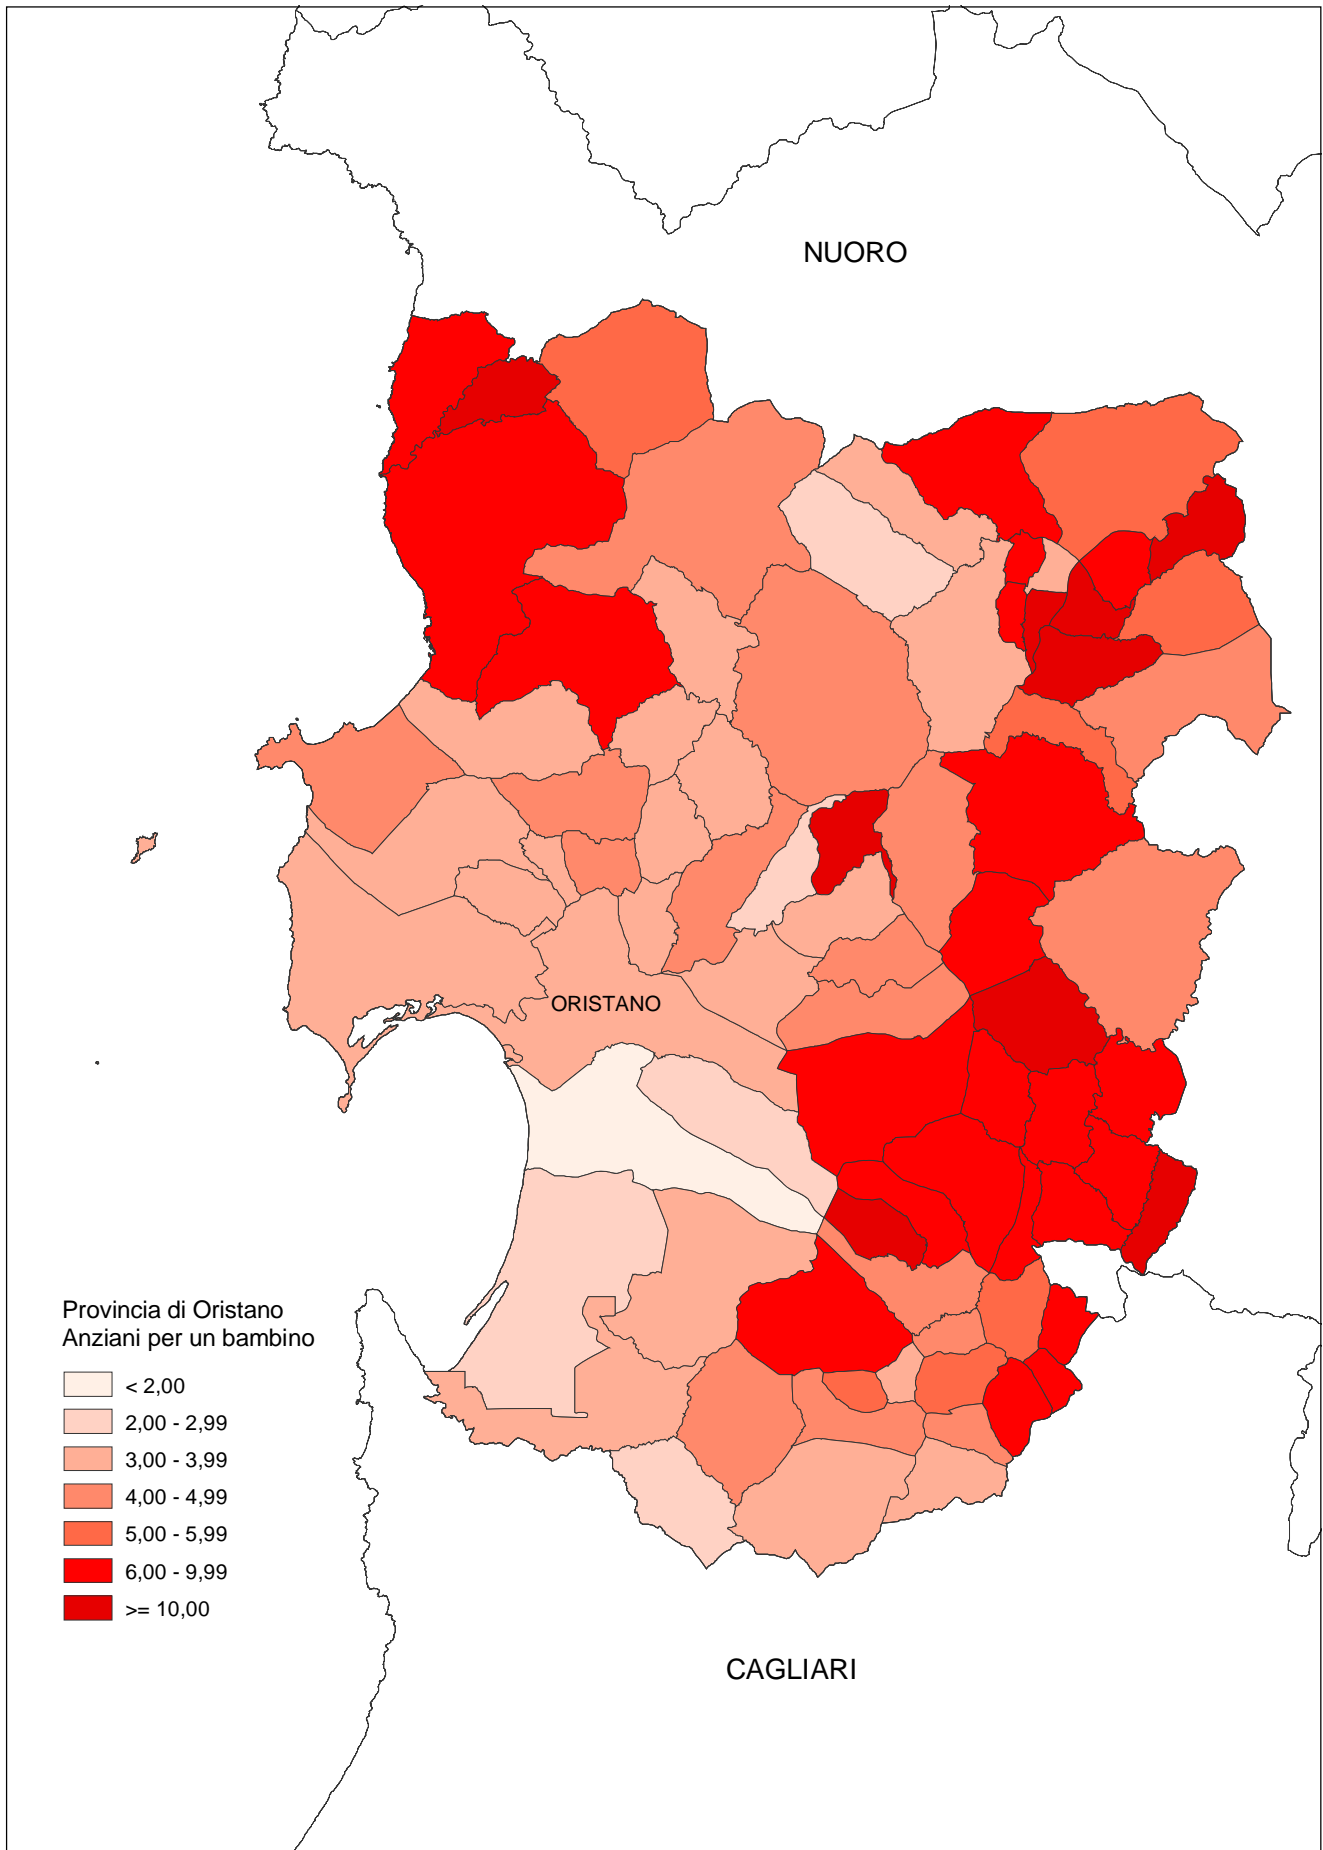 NUORO
ORISTANO
Provincia di Oristano
Anziani per un bambino
< 2,00
2,00 - 2,99
3,00 - 3,99
4,00 - 4,99
5,00 - 5,99
6,00 - 9,99
>= 10,00
CAGLIARI